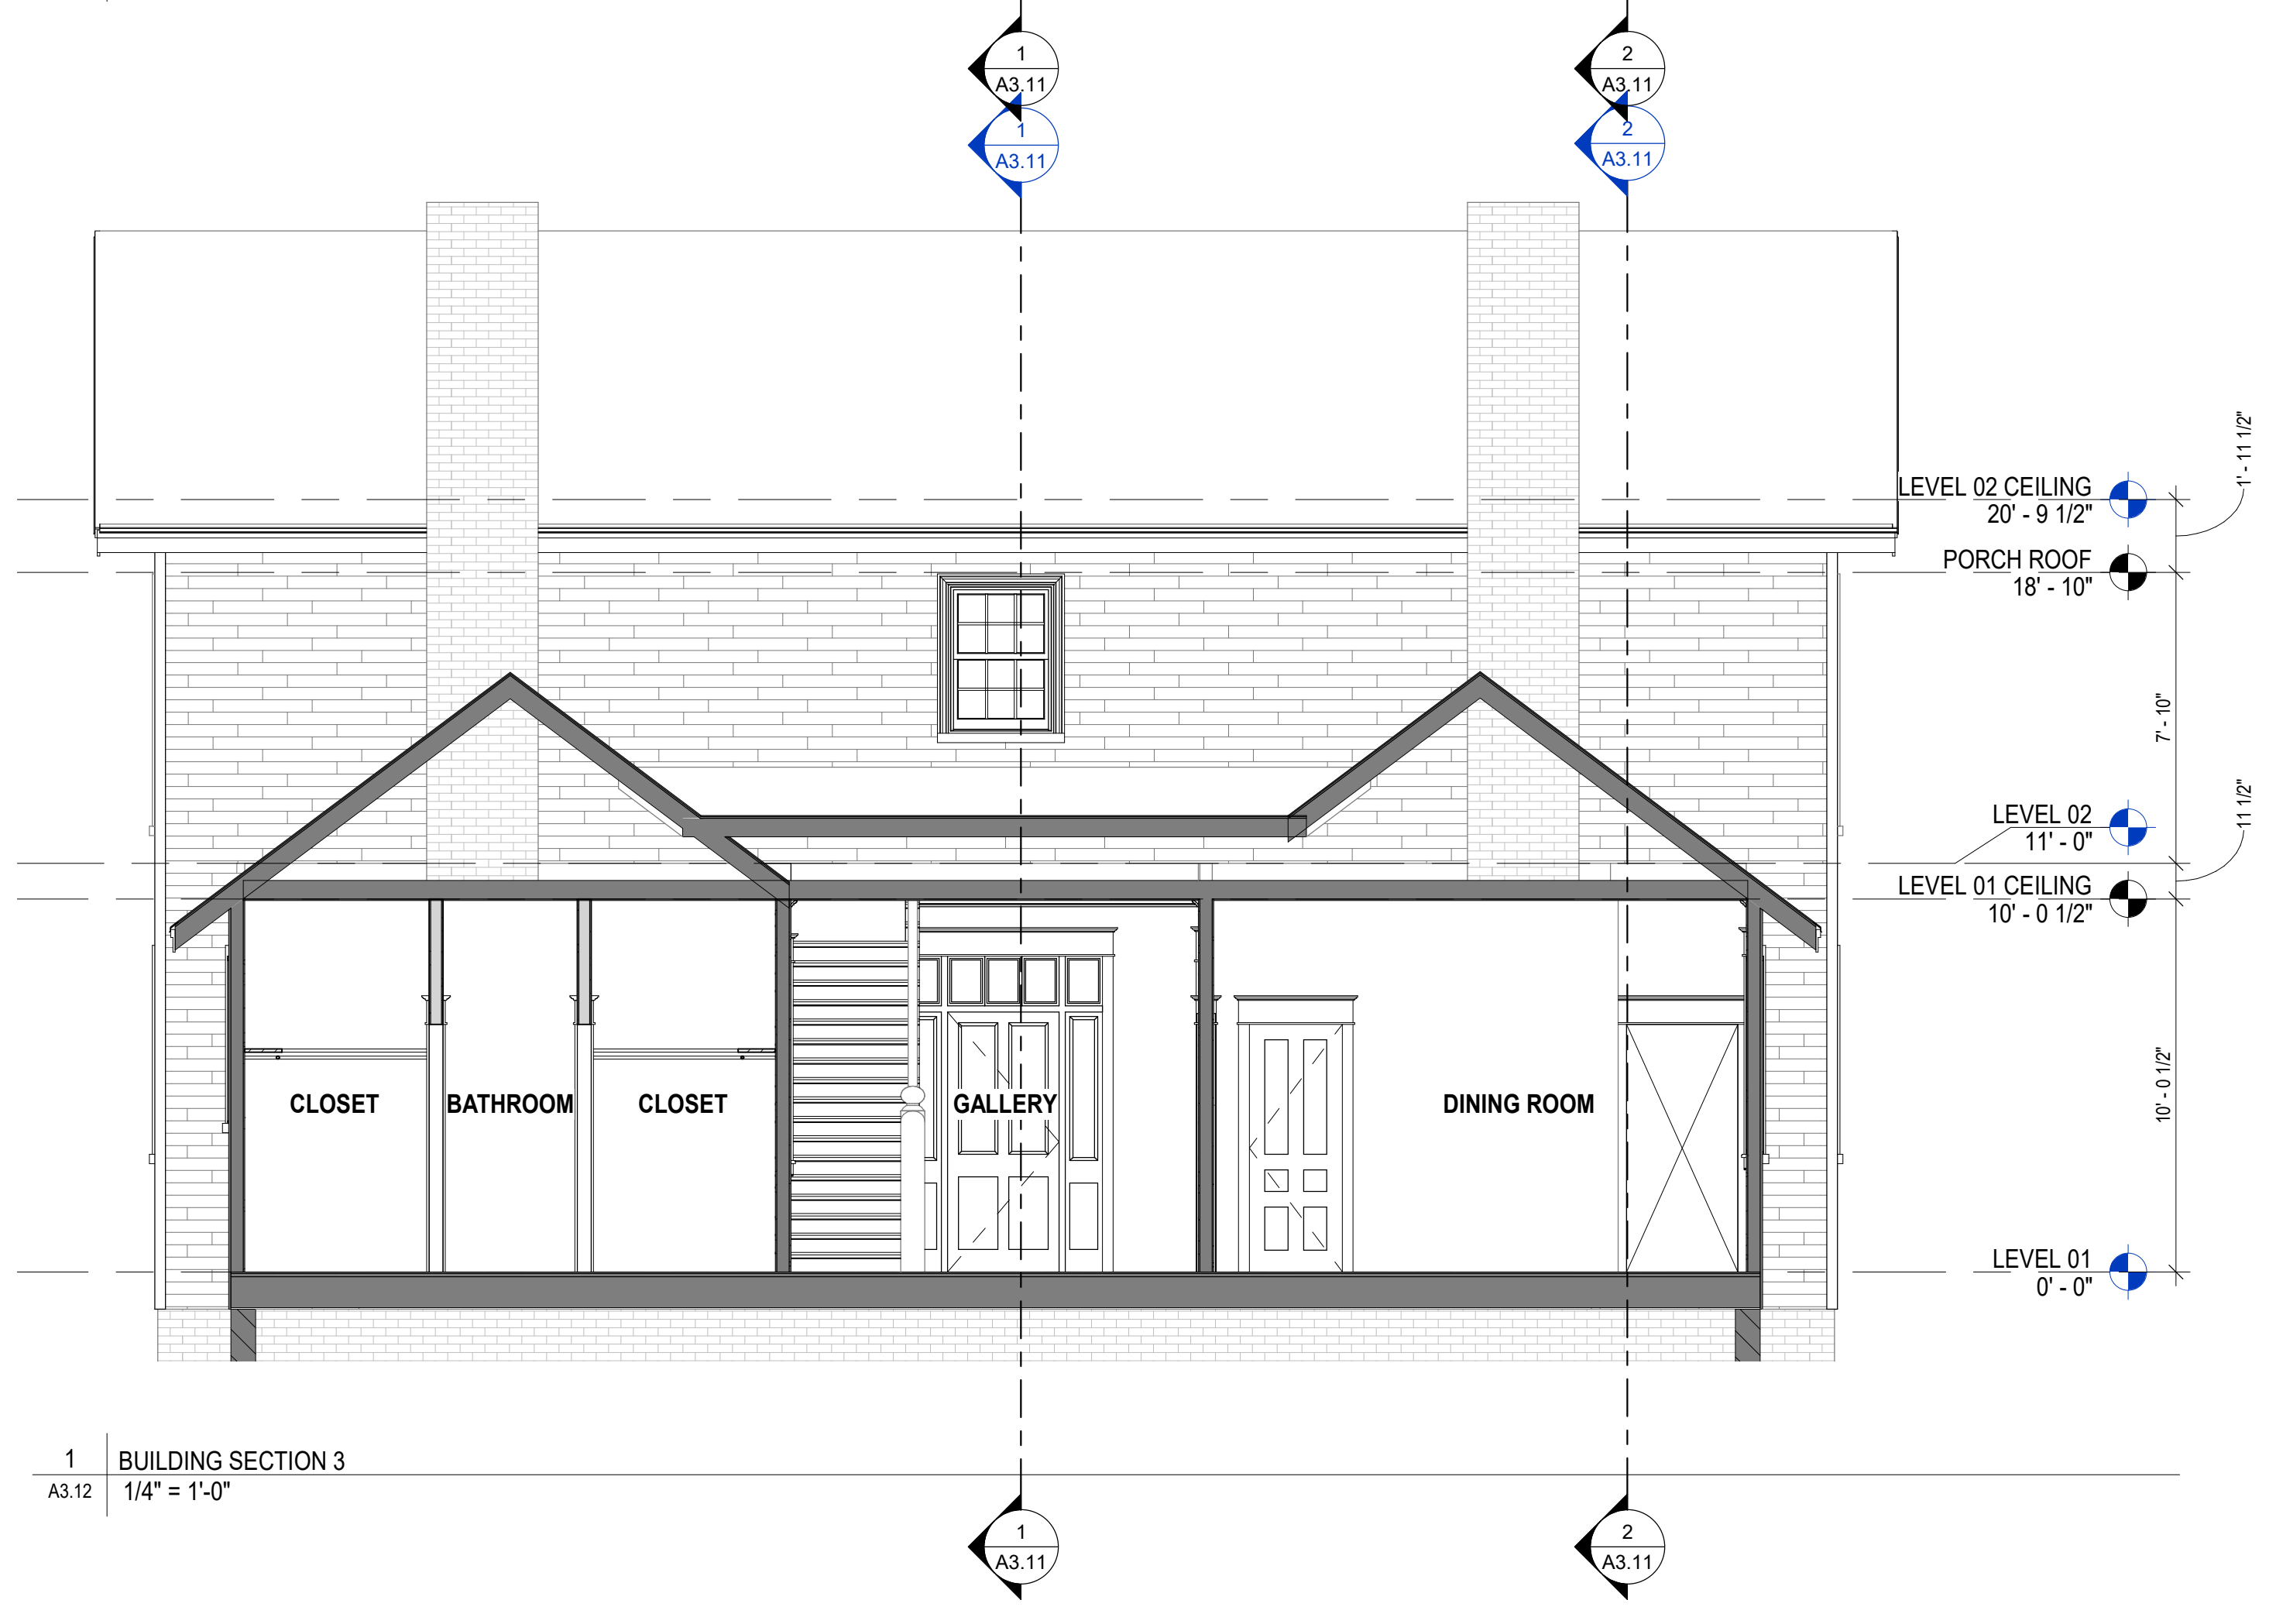 1
A3.11
2
A3.11
1
A3.11
2
A3.11
1' - 11 1/2"
LEVEL 02 CEILING
20' - 9 1/2"
PORCH ROOF
18' - 10"
7' - 10"
LEVEL 02
11' - 0"
11 1/2"
LEVEL 01 CEILING
10' - 0 1/2"
10' - 0 1/2"
CLOSET
BATHROOM
CLOSET
GALLERY
DINING ROOM
LEVEL 01
0' - 0"
1
BUILDING SECTION 3
A3.12
1/4" = 1'-0"
1
A3.11
2
A3.11